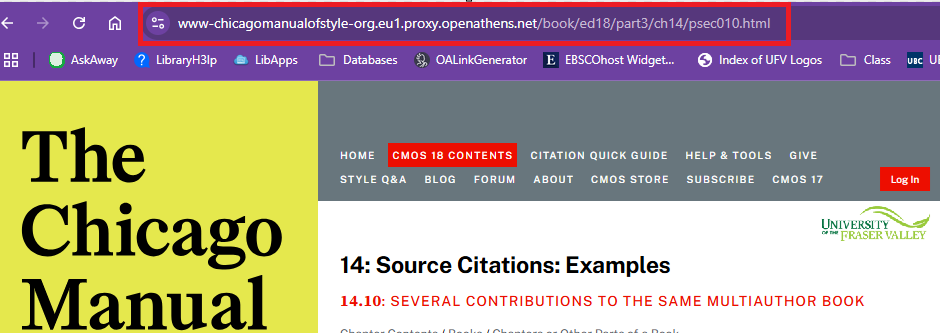 www-chicagomanualofstyle-org.eu1.proxy.openathens.net/book/ed18/part3/ch14/psec010.html
AskAway ? LibraryH3lp LibApps Databases OALinkGenerator E EBSCOhost Widget... Index of UFV Logos Class UBC
The
Chicago
Manual
HOME CMOS 18 CONTENTS CITATION QUICK GUIDE HELP & TOOLS GIVE
STYLE Q&A BLOG FORUM ABOUT CMOS STORE SUBSCRIBE CMOS 17
Log In
UNIVERSITY
OF THE FRASER VALLEY
14: Source Citations: Examples
14.10: SEVERAL CONTRIBUTIONS TO THE SAME MULTIAUTHOR BOOK
Chapter Contents / Books / Chapters or Other Parts of a Book